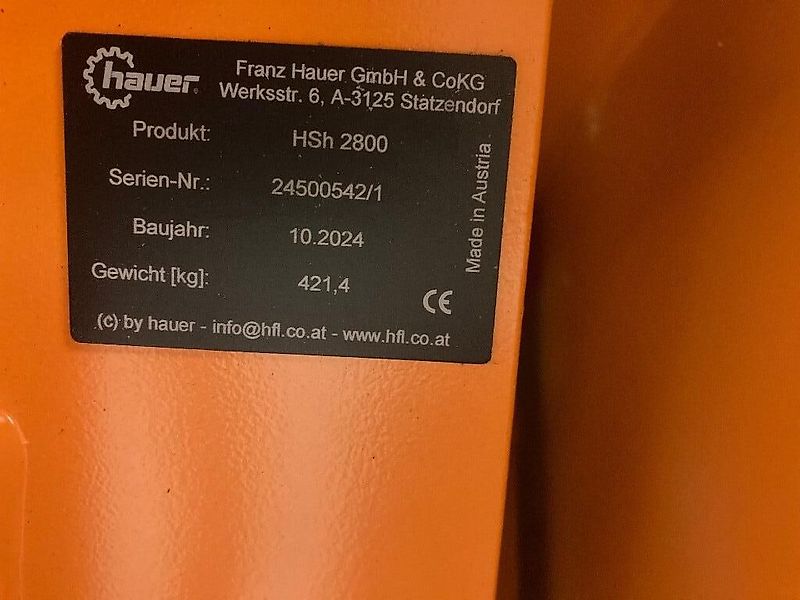 hauer
Franz Hauer GmbH & CoKG
Werksstr. 6, A-3125 Statzendorf
Produkt: HSh 2800
Serien-Nr.: 24500542/1
Baujahr: 10.2024
Gewicht [kg]: 421,4
Made in Austria
CE
(c) by hauer - info@hfl.co.at - www.hfl.co.at